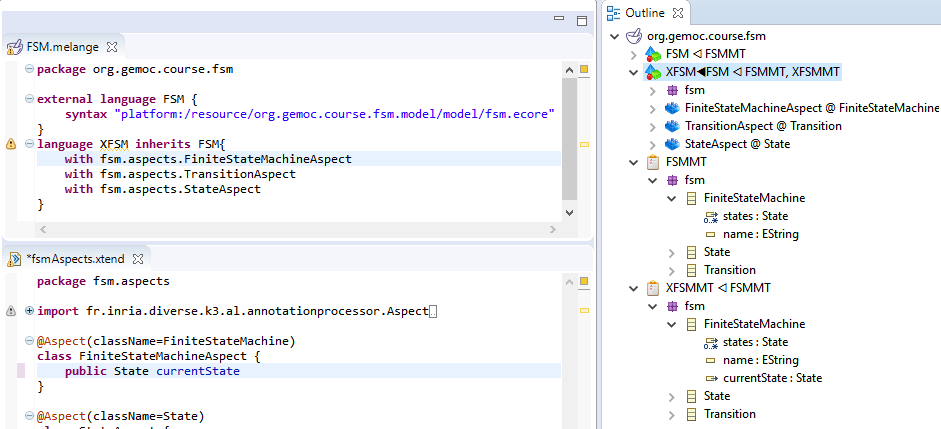 FSM.melange
package org.gemoc.course.fsm
external language FSM {
syntax "platform:/resource/org.gemoc.course.fsm.model/model/fsm.ecore"
}
language XFSM inherits FSM{
with fsm.aspects.FiniteStateMachineAspect
with fsm.aspects.TransitionAspect
with fsm.aspects.StateAspect
}
*fsmAspects.xtend
package fsm.aspects
import fr.inria.diverse.k3.al.annotationprocessor.Aspect
@Aspect(className=FiniteStateMachine)
class FiniteStateMachineAspect {
public State currentState
}
@Aspect(className=State)
Outline
org.gemoc.course.fsm
FSM ⊲ FSMMT
XFSM◀FSM ⊲ FSMMT, XFSMMT
fsm
FiniteStateMachineAspect @ FiniteStateMachine
TransitionAspect @ Transition
StateAspect @ State
FSMMT
fsm
FiniteStateMachine
states : State
name : EString
State
Transition
XFSMMT ⊲ FSMMT
fsm
FiniteStateMachine
states : State
name : EString
currentState : State
State
Transition